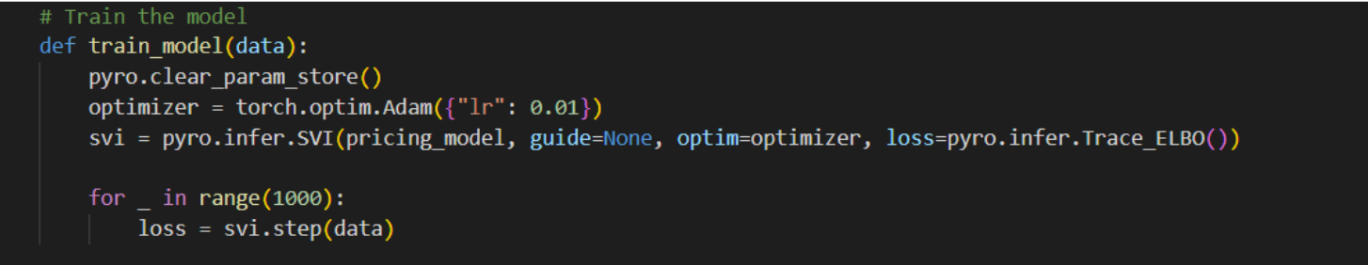 # Train the model
def train_model(data):
    pyro.clear_param_store()
    optimizer = torch.optim.Adam({"lr": 0.01})
    svi = pyro.infer.SVI(pricing_model, guide=None, optim=optimizer, loss=pyro.infer.Trace_ELBO())
    for _ in range(1000):
        loss = svi.step(data)